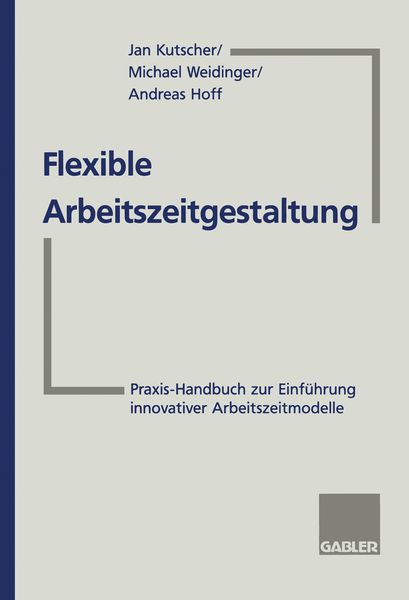 Jan Kutscher/
Michael Weidinger/
Andreas Hoff
Flexible
Arbeitszeitgestaltung
Praxis-Handbuch zur Einführung
innovativer Arbeitszeitmodelle
GABLER